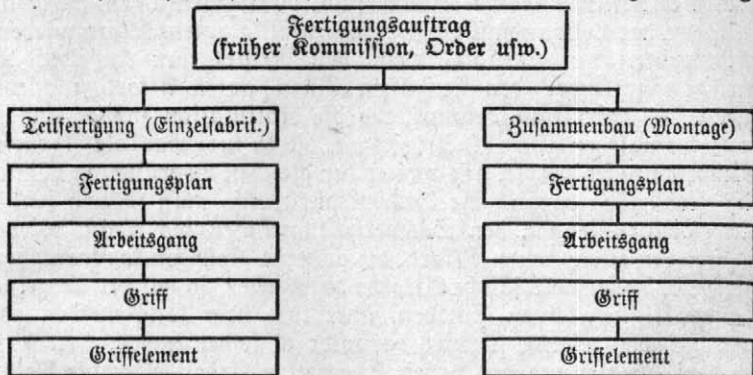 Fertigungsauftrag
(früher Kommission, Order usw.)
Teilfertigung (Einzelfabrik.)
Zusammenbau (Montage)
Fertigungsplan
Fertigungsplan
Arbeitsgang
Arbeitsgang
Griff
Griff
Griffelement
Griffelement